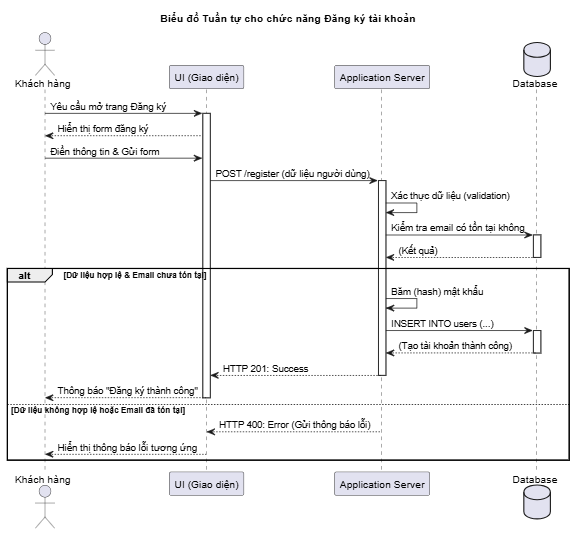 Biểu đồ Tuần tự cho chức năng Đăng ký tài khoản
Khách hàng
UI (Giao diện)
Application Server
Database
Yêu cầu mở trang Đăng ký
Hiển thị form đăng ký
Điền thông tin & Gửi form
POST /register (dữ liệu người dùng)
Xác thực dữ liệu (validation)
Kiểm tra email có tồn tại không
(Kết quả)
alt
[Dữ liệu hợp lệ & Email chưa tồn tại]
Băm (hash) mật khẩu
INSERT INTO users (...)
(Tạo tài khoản thành công)
HTTP 201: Success
Thông báo "Đăng ký thành công"
[Dữ liệu không hợp lệ hoặc Email đã tồn tại]
HTTP 400: Error (Gửi thông báo lỗi)
Hiển thị thông báo lỗi tương ứng
Khách hàng
UI (Giao diện)
Application Server
Database